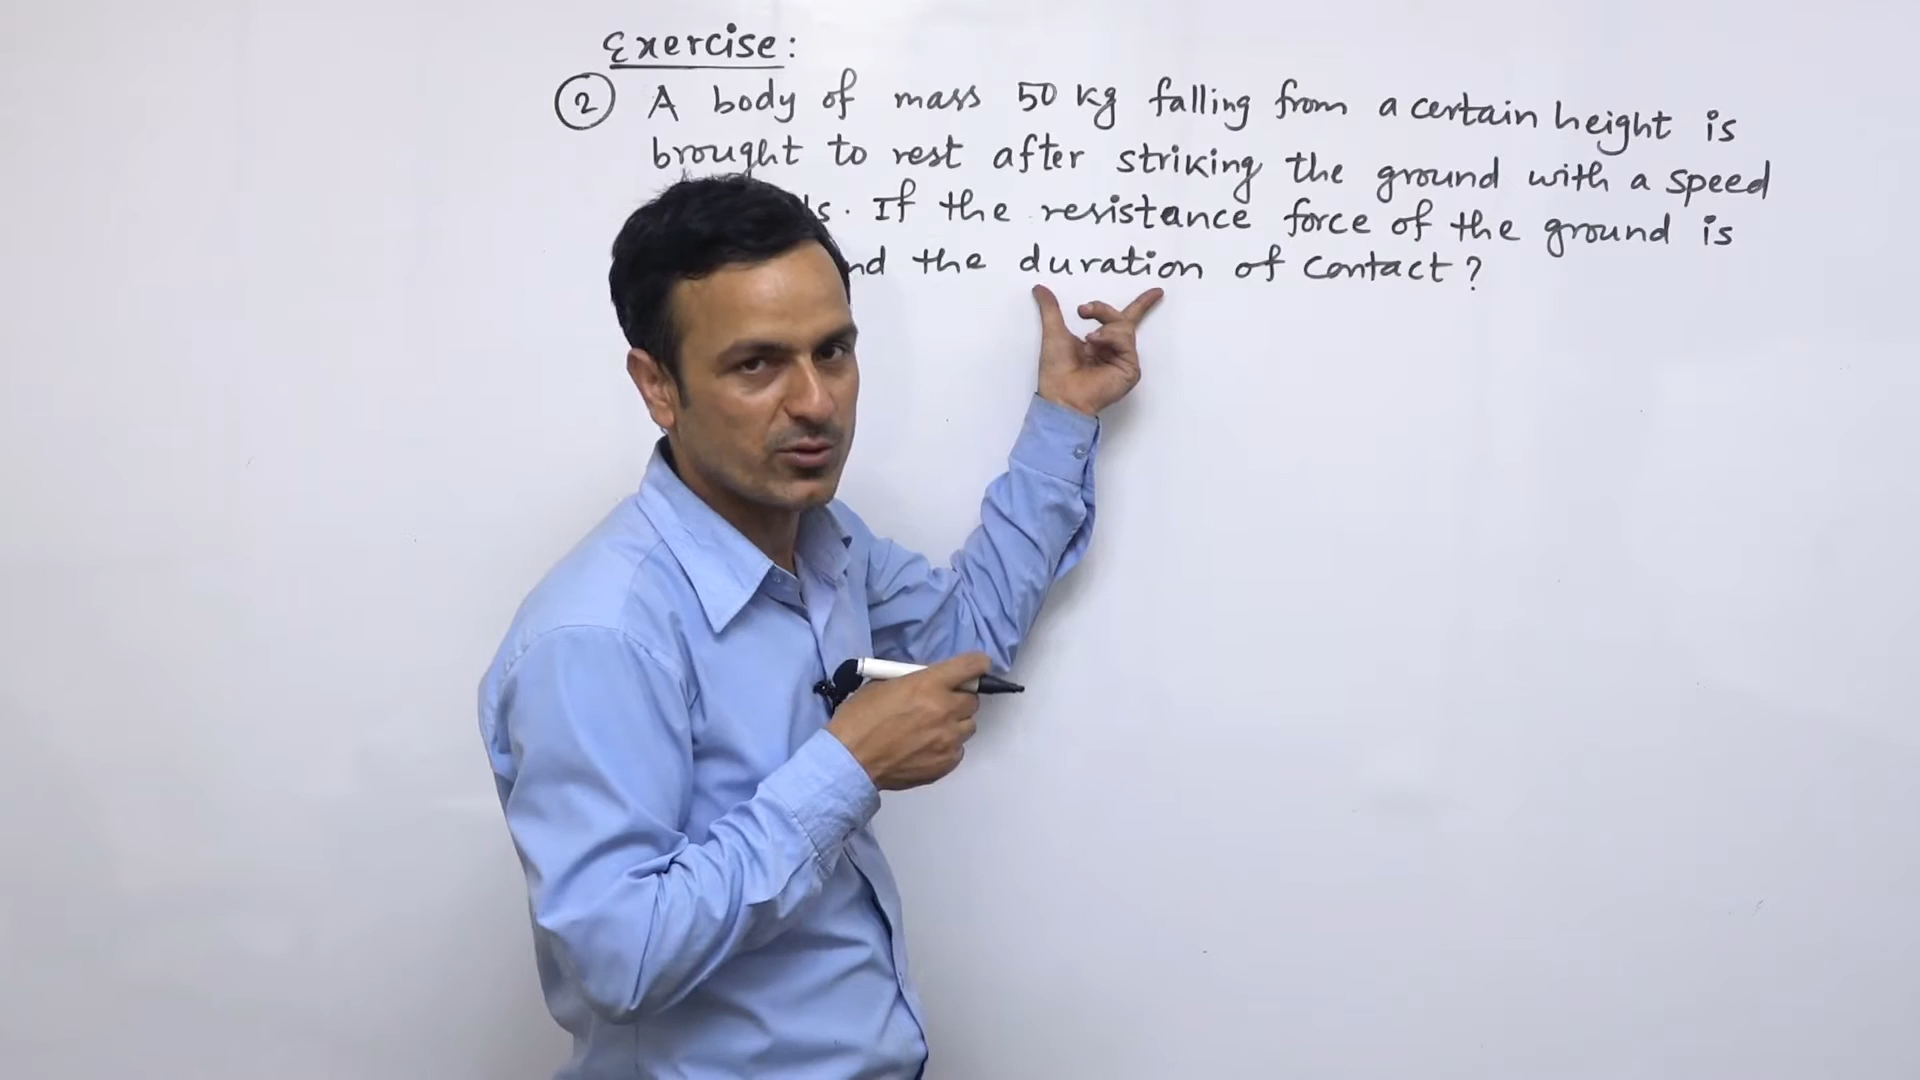 Exercise:
② A body of mass 50 kg falling from a certain height is
brought to rest after striking the ground with a speed
s. If the resistance force of the ground is
nd the duration of contact?